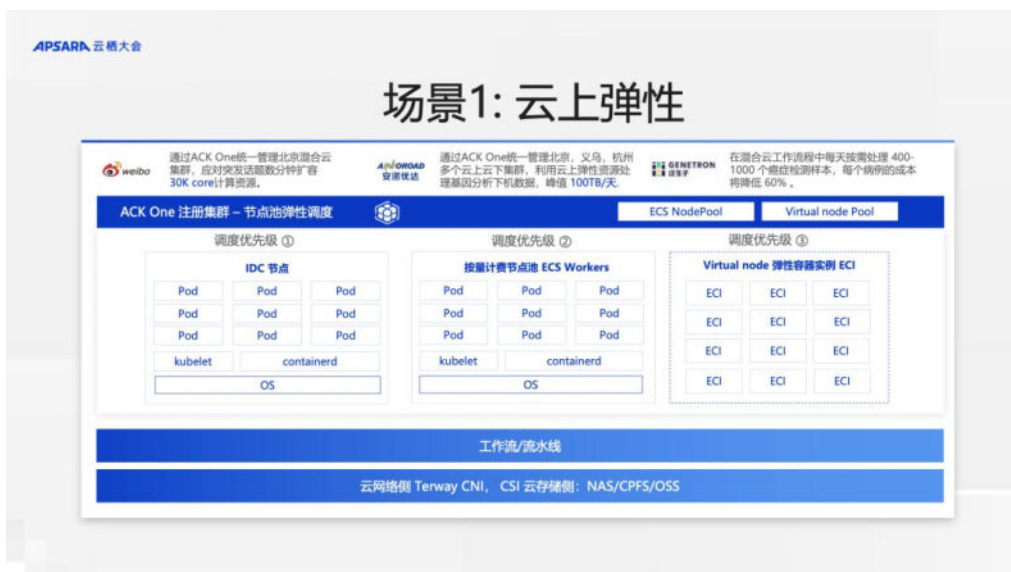 APSARA 云栖大会
场景1: 云上弹性
weibo
通过ACK One统一管理北京混合云
集群，应对突发话题数分钟扩容
30K core计算资源。
ANNOROAD
安诺优达
通过ACK One统一管理北京，义乌，杭州
多个云上云下集群，利用云上弹性资源处
理基因分析下机数据，峰值 100TB/天.
GENETRON
泛生子
在混合云工作流程中每天按需处理 400-
1000 个癌症检测样本，每个病例的成本
将降低 60% 。
ACK One 注册集群 – 节点池弹性调度
ECS NodePool
Virtual node Pool
调度优先级 ①
IDC 节点
Pod Pod Pod
Pod Pod Pod
Pod Pod Pod
kubelet containerd
OS
调度优先级 ②
按量计费节点池 ECS Workers
Pod Pod Pod
Pod Pod Pod
Pod Pod Pod
kubelet containerd
OS
调度优先级 ③
Virtual node 弹性容器实例 ECI
ECI ECI ECI
ECI ECI ECI
ECI ECI ECI
ECI ECI ECI
工作流/流水线
云网络侧 Terway CNI， CSI 云存储侧：NAS/CPFS/OSS